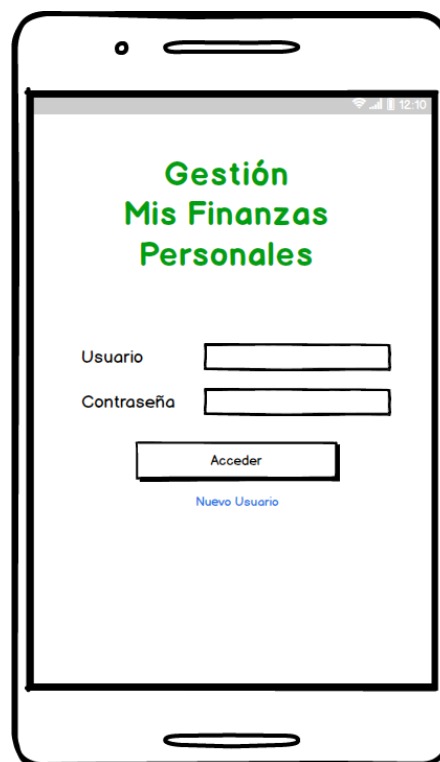 12:10
Gestión
Mis Finanzas
Personales
Usuario
Contraseña
Acceder
Nuevo Usuario